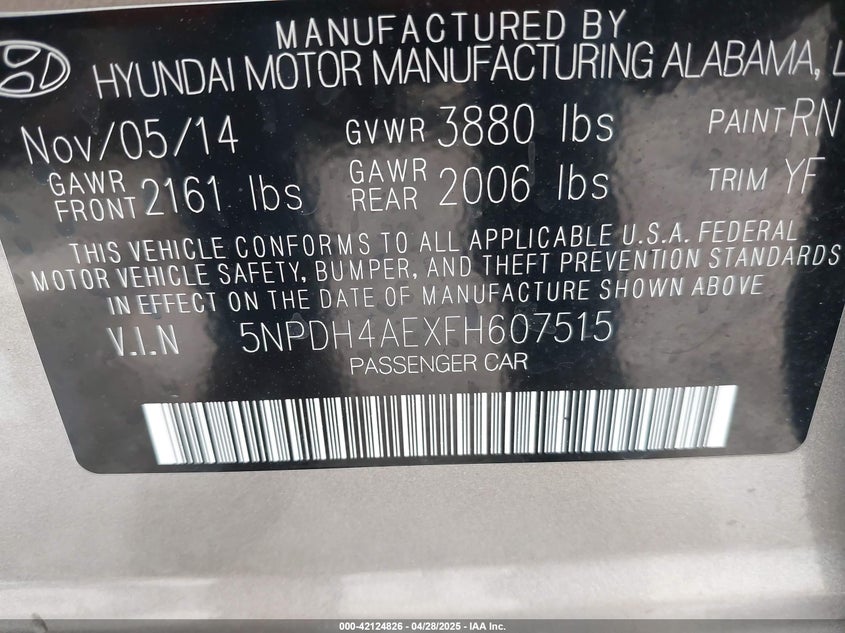 MANUFACTURED BY
HYUNDAI MOTOR MANUFACTURING ALABAMA, L
Nov/05/14 GVWR 3880 lbs PAINT RN
GAWR FRONT 2161 lbs GAWR REAR 2006 lbs TRIM YF
THIS VEHICLE CONFORMS TO ALL APPLICABLE U.S.A. FEDERAL
MOTOR VEHICLE SAFETY, BUMPER, AND THEFT PREVENTION STANDARDS
IN EFFECT ON THE DATE OF MANUFACTURE SHOWN ABOVE
V.I.N 5NPDH4AEXFH607515
PASSENGER CAR
000-42124826 - 04/28/2025 - IAA Inc.